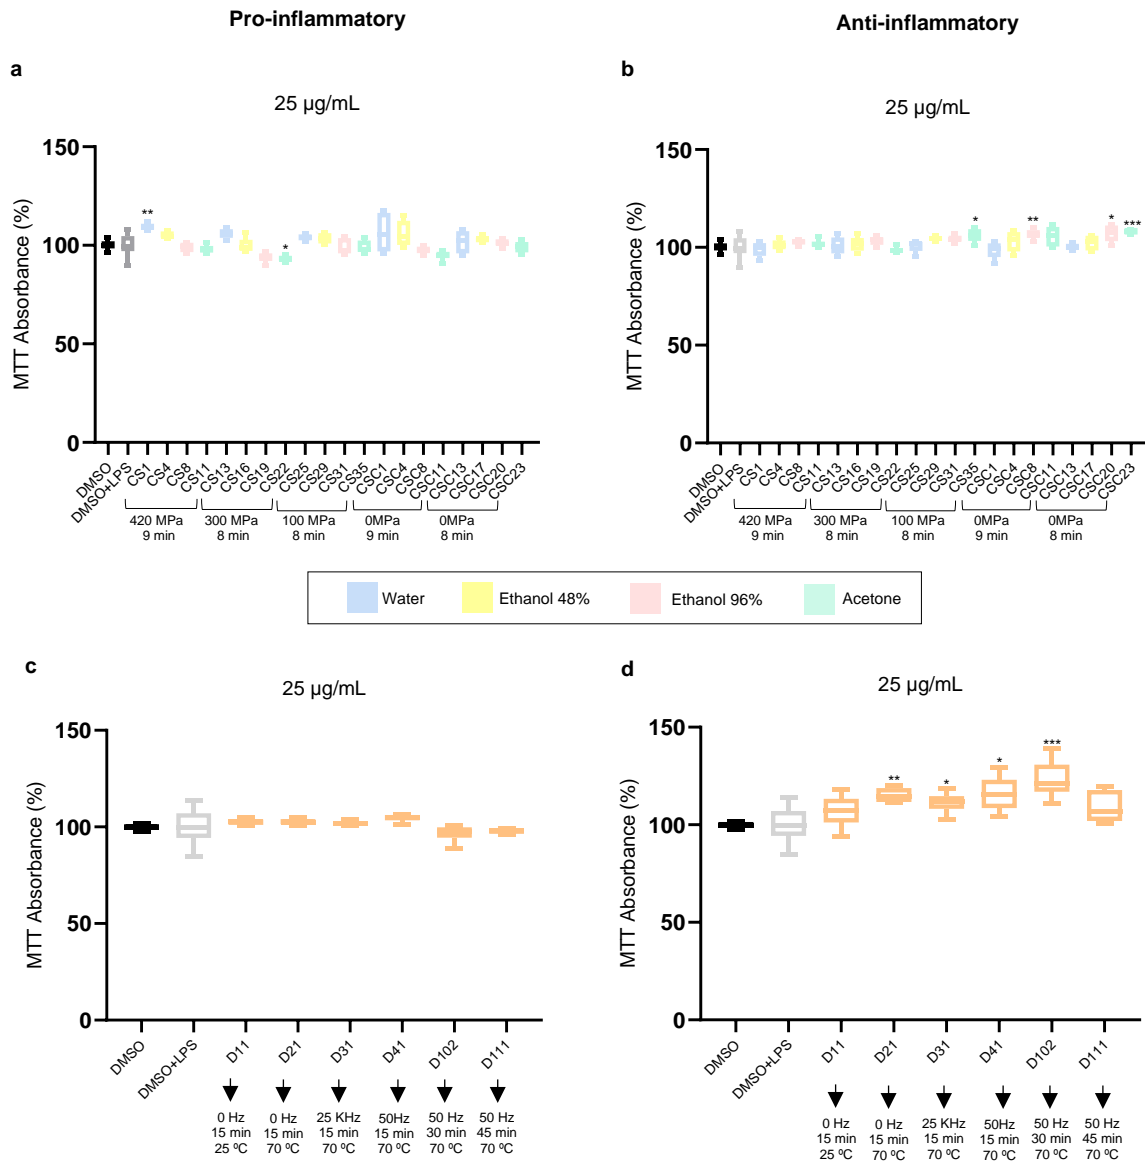 Pro-inflammatory
Anti-inflammatory
a
25 µg/mL
MTT Absorbance (%)
150
100
50
0
**
*
DMSO
DMSO+LPS
CS1
CS4
CS8
CS11
CS13
CS16
CS19
CS22
CS25
CS29
CS31
CS35
CSC1
CSC4
CSC8
CSC11
CSC13
CSC17
CSC20
CSC23
420 MPa
9 min
300 MPa
8 min
100 MPa
8 min
0MPa
9 min
0MPa
8 min
b
25 µg/mL
MTT Absorbance (%)
150
100
50
0
*
**
*
***
DMSO
DMSO+LPS
CS1
CS4
CS8
CS11
CS13
CS16
CS19
CS22
CS25
CS29
CS31
CS35
CSC1
CSC4
CSC8
CSC11
CSC13
CSC17
CSC20
CSC23
420 MPa
9 min
300 MPa
8 min
100 MPa
8 min
0MPa
9 min
0MPa
8 min
Water
Ethanol 48%
Ethanol 96%
Acetone
c
25 µg/mL
MTT Absorbance (%)
150
100
50
0
DMSO
DMSO+LPS
D11
D21
D31
D41
D102
D111
0 Hz
15 min
25 ºC
0 Hz
15 min
70 ºC
25 KHz
15 min
70 ºC
50Hz
15 min
70 ºC
50 Hz
30 min
70 ºC
50 Hz
45 min
70 ºC
d
25 µg/mL
MTT Absorbance (%)
150
100
50
0
**
*
*
***
DMSO
DMSO+LPS
D11
D21
D31
D41
D102
D111
0 Hz
15 min
25 ºC
0 Hz
15 min
70 ºC
25 KHz
15 min
70 ºC
50Hz
15 min
70 ºC
50 Hz
30 min
70 ºC
50 Hz
45 min
70 ºC